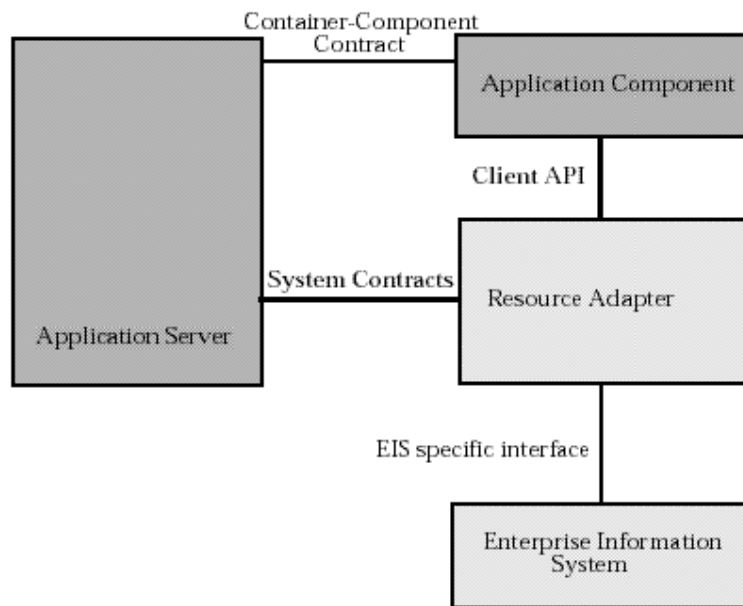 Container-Component
Contract
Application Component
Client API
System Contracts
Resource Adapter
Application Server
EIS specific interface
Enterprise Information
System